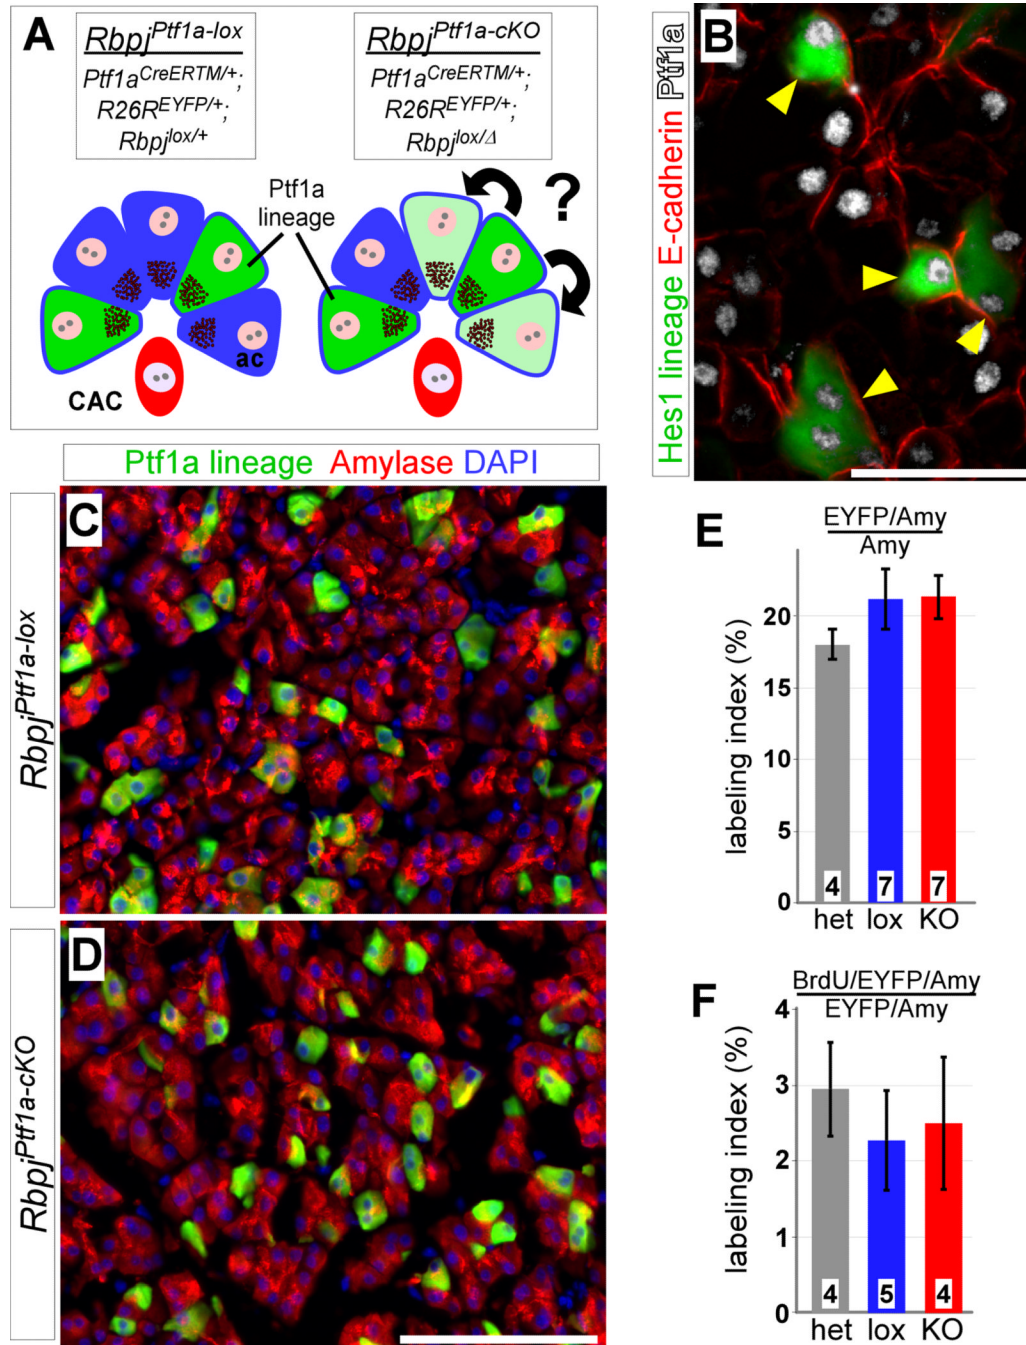 A
Rbpj^Ptf1a-lox
Ptf1a^CreERTM/+;
R26R^EYFP/+;
Rbpj^lox/+
Rbpj^Ptf1a-cKO
Ptf1a^CreERTM/+;
R26R^EYFP/+;
Rbpj^lox/Δ
Ptf1a
lineage
?
ac
CAC
B
Hes1 lineage E-cadherin Ptf1a
Ptf1a lineage Amylase DAPI
C
Rbpj^Ptf1a-lox
D
Rbpj^Ptf1a-cKO
E
EYFP/Amy
Amy
labeling index (%)
20
15
10
5
0
4 7 7
het lox KO
F
BrdU/EYFP/Amy
EYFP/Amy
labeling index (%)
4
3
2
1
0
4 5 4
het lox KO